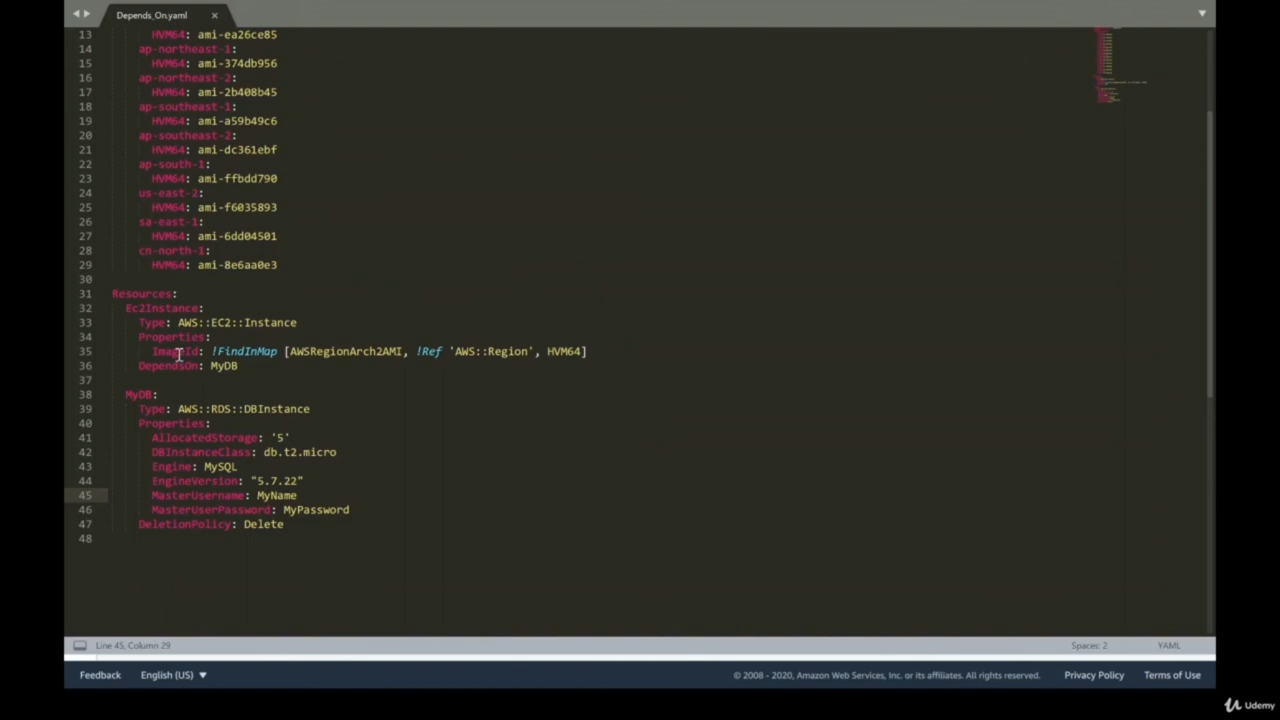 Depends_On.yaml ×
13 HVM64: ami-ea26ce85
14 ap-northeast-1:
15 HVM64: ami-374db956
16 ap-northeast-2:
17 HVM64: ami-2b408b45
18 ap-southeast-1:
19 HVM64: ami-a59b49c6
20 ap-southeast-2:
21 HVM64: ami-dc361ebf
22 ap-south-1:
23 HVM64: ami-ffbdd790
24 us-east-2:
25 HVM64: ami-f6035893
26 sa-east-1:
27 HVM64: ami-6dd04501
28 cn-north-1:
29 HVM64: ami-8e6aa0e3
30
31 Resources:
32 Ec2Instance:
33 Type: AWS::EC2::Instance
34 Properties:
35 ImageId: !FindInMap [AWSRegionArch2AMI, !Ref 'AWS::Region', HVM64]
36 DependsOn: MyDB
37
38 MyDB:
39 Type: AWS::RDS::DBInstance
40 Properties:
41 AllocatedStorage: '5'
42 DBInstanceClass: db.t2.micro
43 Engine: MySQL
44 EngineVersion: "5.7.22"
45 MasterUsername: MyName
46 MasterUserPassword: MyPassword
47 DeletionPolicy: Delete
48
Line 45, Column 29 Spaces: 2 YAML
Feedback English (US) © 2008 - 2020, Amazon Web Services, Inc. or its affiliates. All rights reserved. Privacy Policy Terms of Use
Udemy